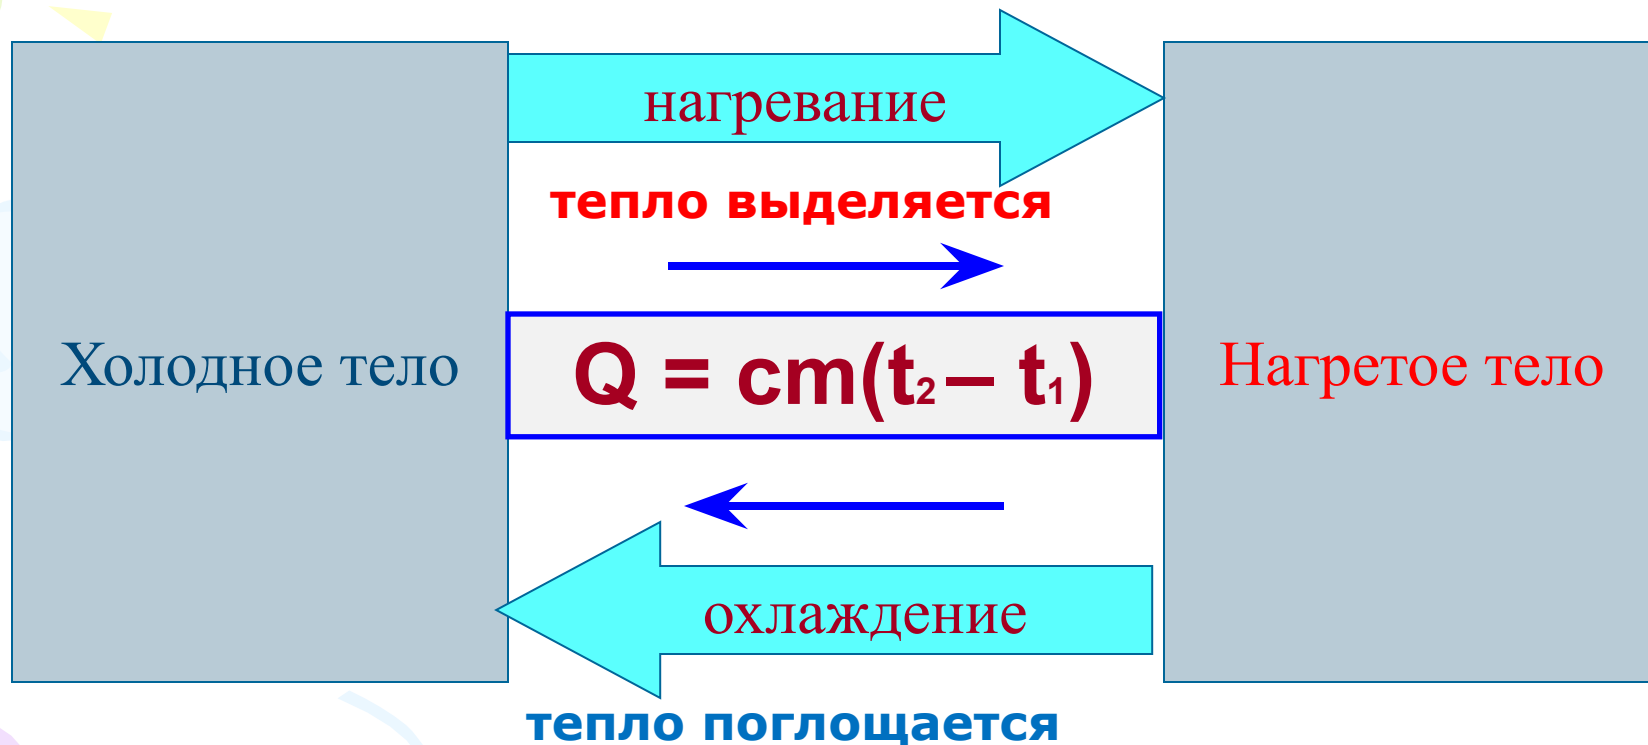 нагревание
тепло выделяется
Холодное тело
Q = cm(t₂ – t₁)
Нагретое тело
охлаждение
тепло поглощается